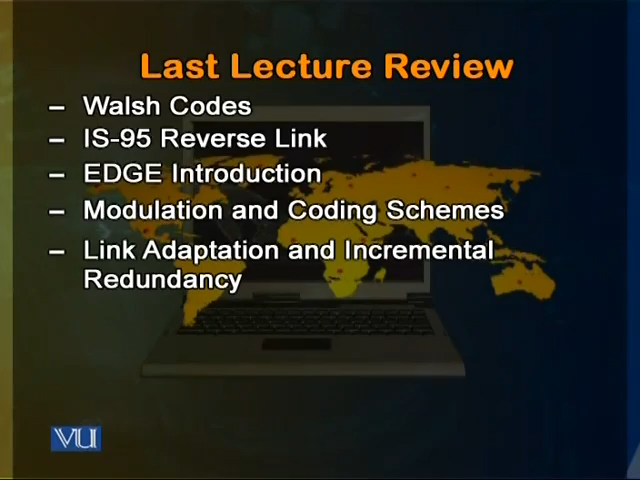 Last Lecture Review
– Walsh Codes
– IS-95 Reverse Link
– EDGE Introduction
– Modulation and Coding Schemes
– Link Adaptation and Incremental
Redundancy
VU